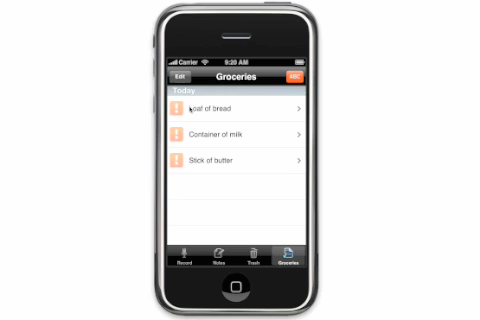 Carrier 9:20 AM
Edit Groceries ABC
Today
Loaf of bread
Container of milk
Stick of butter
Record Notes Trash Groceries